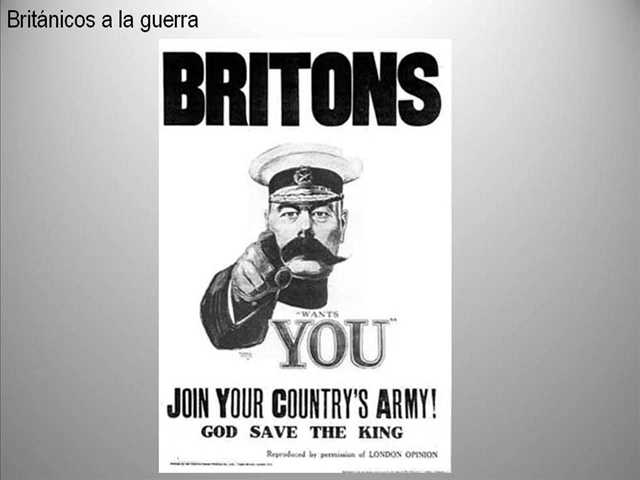 Británicos a la guerra
BRITONS
"WANTS
YOU"
JOIN YOUR COUNTRY'S ARMY!
GOD SAVE THE KING
Reproduced by permission of LONDON OPINION